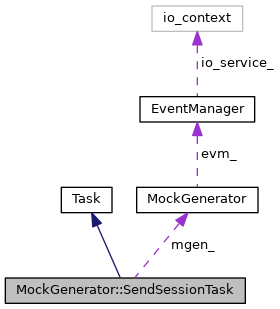 io_context
io_service_
EventManager
evm_
Task
MockGenerator
mgen_
MockGenerator::SendSessionTask